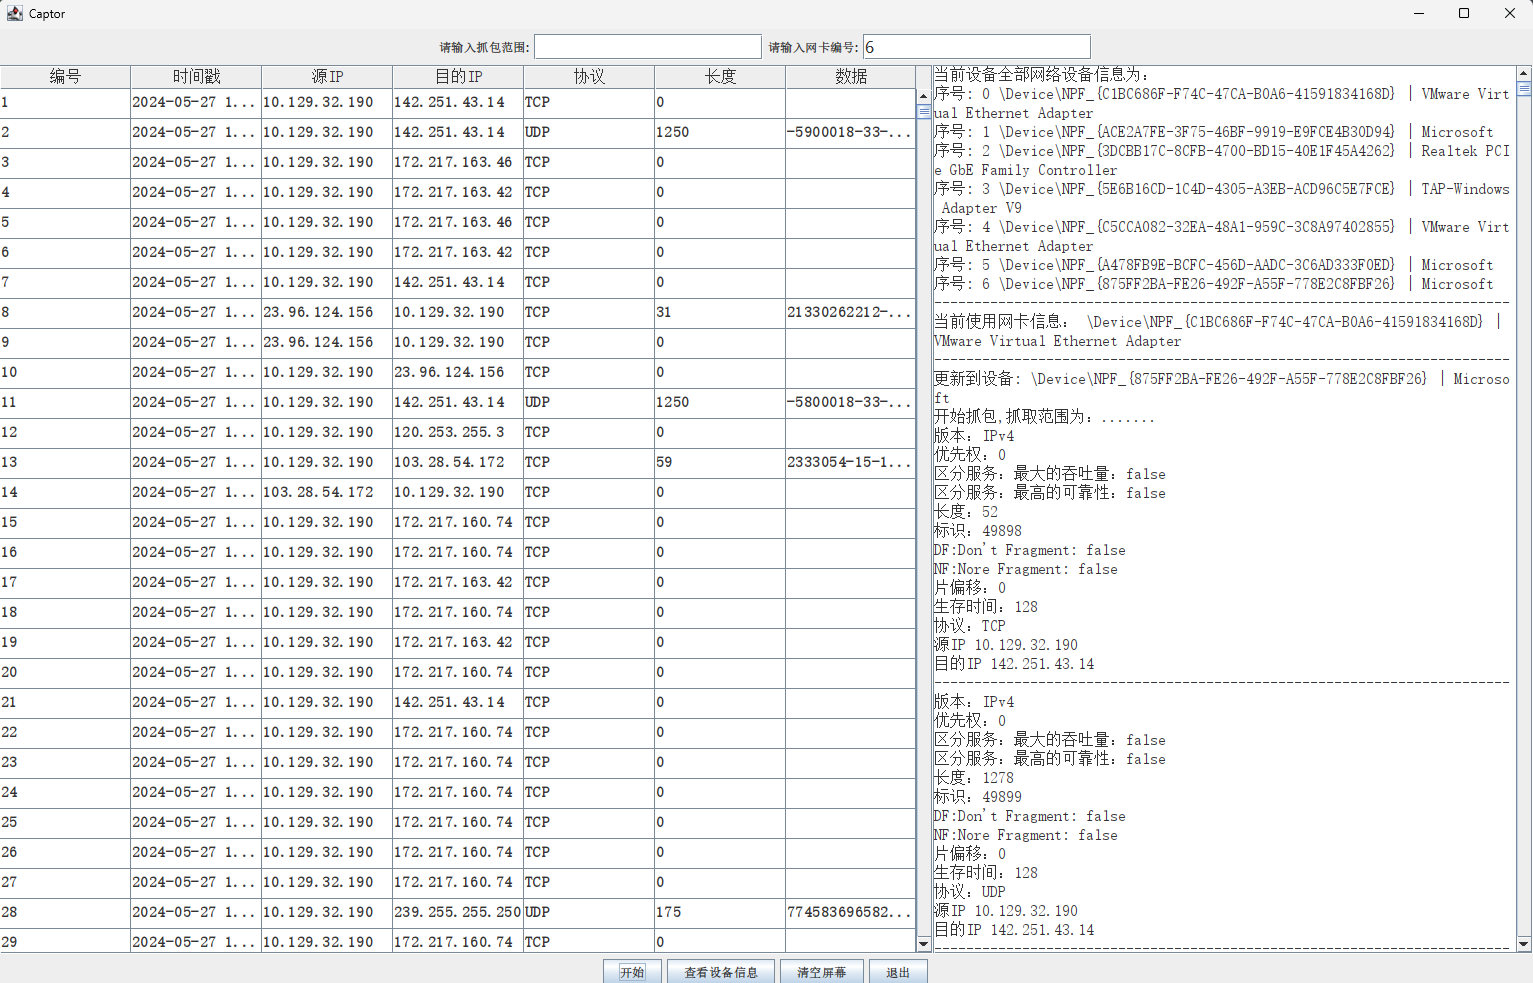 Captor
请输入抓包范围: 请输入网卡编号: 6
编号 时间戳 源IP 目的IP 协议 长度 数据
1 2024-05-27 1... 10.129.32.190 142.251.43.14 TCP 0
2 2024-05-27 1... 10.129.32.190 142.251.43.14 UDP 1250 -5900018-33-...
3 2024-05-27 1... 10.129.32.190 172.217.163.46 TCP 0
4 2024-05-27 1... 10.129.32.190 172.217.163.42 TCP 0
5 2024-05-27 1... 10.129.32.190 172.217.163.46 TCP 0
6 2024-05-27 1... 10.129.32.190 172.217.163.42 TCP 0
7 2024-05-27 1... 10.129.32.190 142.251.43.14 TCP 0
8 2024-05-27 1... 23.96.124.156 10.129.32.190 TCP 31 21330262212-...
9 2024-05-27 1... 23.96.124.156 10.129.32.190 TCP 0
10 2024-05-27 1... 10.129.32.190 23.96.124.156 TCP 0
11 2024-05-27 1... 10.129.32.190 142.251.43.14 UDP 1250 -5800018-33-...
12 2024-05-27 1... 10.129.32.190 120.253.255.3 TCP 0
13 2024-05-27 1... 10.129.32.190 103.28.54.172 TCP 59 2333054-15-1...
14 2024-05-27 1... 103.28.54.172 10.129.32.190 TCP 0
15 2024-05-27 1... 10.129.32.190 172.217.160.74 TCP 0
16 2024-05-27 1... 10.129.32.190 172.217.160.74 TCP 0
17 2024-05-27 1... 10.129.32.190 172.217.163.42 TCP 0
18 2024-05-27 1... 10.129.32.190 172.217.160.74 TCP 0
19 2024-05-27 1... 10.129.32.190 172.217.163.42 TCP 0
20 2024-05-27 1... 10.129.32.190 172.217.160.74 TCP 0
21 2024-05-27 1... 10.129.32.190 142.251.43.14 TCP 0
22 2024-05-27 1... 10.129.32.190 172.217.160.74 TCP 0
23 2024-05-27 1... 10.129.32.190 172.217.160.74 TCP 0
24 2024-05-27 1... 10.129.32.190 172.217.160.74 TCP 0
25 2024-05-27 1... 10.129.32.190 172.217.160.74 TCP 0
26 2024-05-27 1... 10.129.32.190 172.217.160.74 TCP 0
27 2024-05-27 1... 10.129.32.190 172.217.160.74 TCP 0
28 2024-05-27 1... 10.129.32.190 239.255.255.250 UDP 175 774583696582...
29 2024-05-27 1... 10.129.32.190 172.217.160.74 TCP 0
当前设备全部网络设备信息为:
序号: 0 \Device\NPF_{C1BC686F-F74C-47CA-B0A6-41591834168D} | VMware Virt
ual Ethernet Adapter
序号: 1 \Device\NPF_{ACE2A7FE-3F75-46BF-9919-E9FCE4B30D94} | Microsoft
序号: 2 \Device\NPF_{3DCBB17C-8CFB-4700-BD15-40E1F45A4262} | Realtek PCI
e GbE Family Controller
序号: 3 \Device\NPF_{5E6B16CD-1C4D-4305-A3EB-ACD96C5E7FCE} | TAP-Windows
 Adapter V9
序号: 4 \Device\NPF_{C5CCA082-32EA-48A1-959C-3C8A97402855} | VMware Virt
ual Ethernet Adapter
序号: 5 \Device\NPF_{A478FB9E-BCFC-456D-AADC-3C6AD333F0ED} | Microsoft
序号: 6 \Device\NPF_{875FF2BA-FE26-492F-A55F-778E2C8FBF26} | Microsoft
------------------------------------------------------------------------
当前使用网卡信息: \Device\NPF_{C1BC686F-F74C-47CA-B0A6-41591834168D} |
VMware Virtual Ethernet Adapter
------------------------------------------------------------------------
更新到设备: \Device\NPF_{875FF2BA-FE26-492F-A55F-778E2C8FBF26} | Microso
ft
开始抓包,抓取范围为：.......
版本：IPv4
优先权：0
区分服务：最大的吞吐量：false
区分服务：最高的可靠性：false
长度：52
标识：49898
DF:Don't Fragment: false
NF:Nore Fragment: false
片偏移：0
生存时间：128
协议：TCP
源IP 10.129.32.190
目的IP 142.251.43.14
------------------------------------------------------------------------
版本：IPv4
优先权：0
区分服务：最大的吞吐量：false
区分服务：最高的可靠性：false
长度：1278
标识：49899
DF:Don't Fragment: false
NF:Nore Fragment: false
片偏移：0
生存时间：128
协议：UDP
源IP 10.129.32.190
目的IP 142.251.43.14
------------------------------------------------------------------------
开始 查看设备信息 清空屏幕 退出